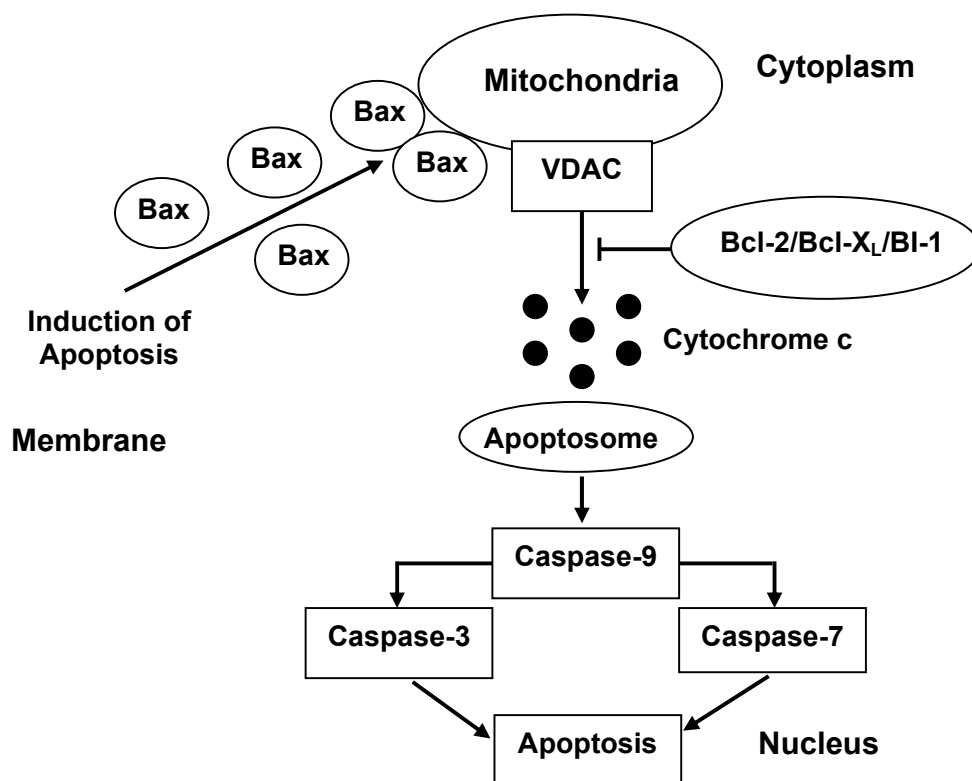 Mitochondria
Cytoplasm
Bax
Bax
Bax
Bax
Bax
VDAC
Bcl-2/Bcl-XL/BI-1
Induction of
Apoptosis
Cytochrome c
Membrane
Apoptosome
Caspase-9
Caspase-3
Caspase-7
Apoptosis
Nucleus